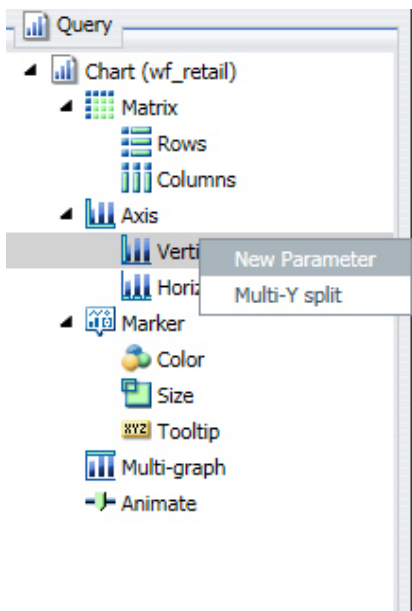 Query
Chart (wf_retail)
Matrix
Rows
Columns
Axis
Verti
New Parameter
Horiz
Multi-Y split
Marker
Color
Size
XYZ Tooltip
Multi-graph
Animate